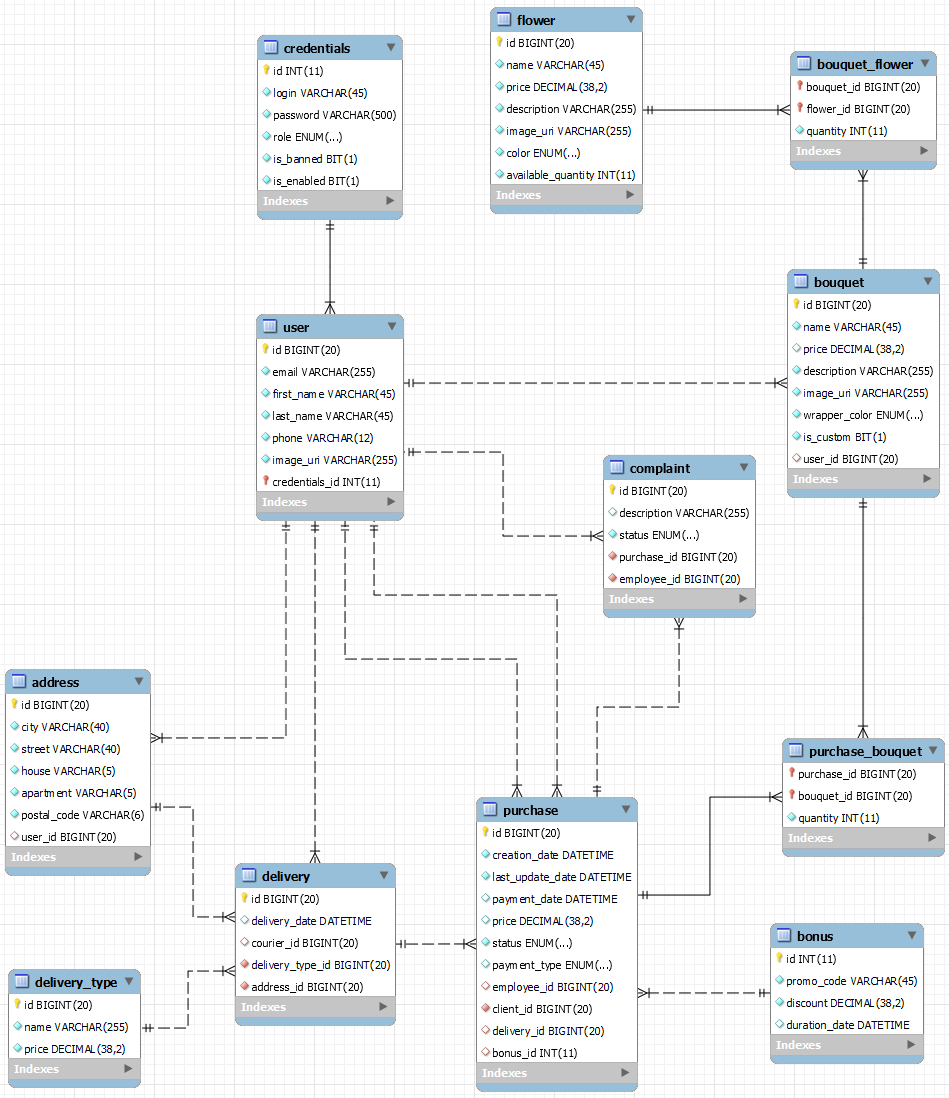 credentials
id INT(11)
login VARCHAR(45)
password VARCHAR(500)
role ENUM(...)
is_banned BIT(1)
is_enabled BIT(1)
Indexes
flower
id BIGINT(20)
name VARCHAR(45)
price DECIMAL(38,2)
description VARCHAR(255)
image_uri VARCHAR(255)
color ENUM(...)
available_quantity INT(11)
Indexes
bouquet_flower
bouquet_id BIGINT(20)
flower_id BIGINT(20)
quantity INT(11)
Indexes
user
id BIGINT(20)
email VARCHAR(255)
first_name VARCHAR(45)
last_name VARCHAR(45)
phone VARCHAR(12)
image_uri VARCHAR(255)
credentials_id INT(11)
Indexes
bouquet
id BIGINT(20)
name VARCHAR(45)
price DECIMAL(38,2)
description VARCHAR(255)
image_uri VARCHAR(255)
wrapper_color ENUM(...)
is_custom BIT(1)
user_id BIGINT(20)
Indexes
complaint
id BIGINT(20)
description VARCHAR(255)
status ENUM(...)
purchase_id BIGINT(20)
employee_id BIGINT(20)
Indexes
address
id BIGINT(20)
city VARCHAR(40)
street VARCHAR(40)
house VARCHAR(5)
apartment VARCHAR(5)
postal_code VARCHAR(6)
user_id BIGINT(20)
Indexes
delivery
id BIGINT(20)
delivery_date DATETIME
courier_id BIGINT(20)
delivery_type_id BIGINT(20)
address_id BIGINT(20)
Indexes
purchase
id BIGINT(20)
creation_date DATETIME
last_update_date DATETIME
payment_date DATETIME
price DECIMAL(38,2)
status ENUM(...)
payment_type ENUM(...)
employee_id BIGINT(20)
client_id BIGINT(20)
delivery_id BIGINT(20)
bonus_id INT(11)
Indexes
purchase_bouquet
purchase_id BIGINT(20)
bouquet_id BIGINT(20)
quantity INT(11)
Indexes
delivery_type
id BIGINT(20)
name VARCHAR(255)
price DECIMAL(38,2)
Indexes
bonus
id INT(11)
promo_code VARCHAR(45)
discount DECIMAL(38,2)
duration_date DATETIME
Indexes